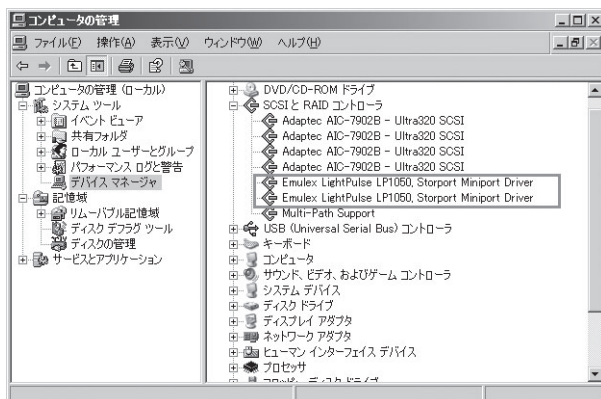 コンピュータの管理
ファイル(F) 操作(A) 表示(V) ウィンドウ(W) ヘルプ(H)
コンピュータの管理 (ローカル)
システム ツール
イベント ビューア
共有フォルダ
ローカル ユーザーとグループ
パフォーマンス ログと警告
デバイス マネージャ
記憶域
リムーバブル記憶域
ディスク デフラグ ツール
ディスクの管理
サービスとアプリケーション
DVD/CD-ROM ドライブ
SCSI と RAID コントローラ
Adaptec AIC-7902B - Ultra320 SCSI
Adaptec AIC-7902B - Ultra320 SCSI
Adaptec AIC-7902B - Ultra320 SCSI
Adaptec AIC-7902B - Ultra320 SCSI
Emulex LightPulse LP1050, Storport Miniport Driver
Emulex LightPulse LP1050, Storport Miniport Driver
Multi-Path Support
USB (Universal Serial Bus) コントローラ
キーボード
コンピュータ
サウンド、ビデオ、およびゲーム コントローラ
システム デバイス
ディスク ドライブ
ディスプレイ アダプタ
ネットワーク アダプタ
ヒューマン インターフェイス デバイス
プロセッサ